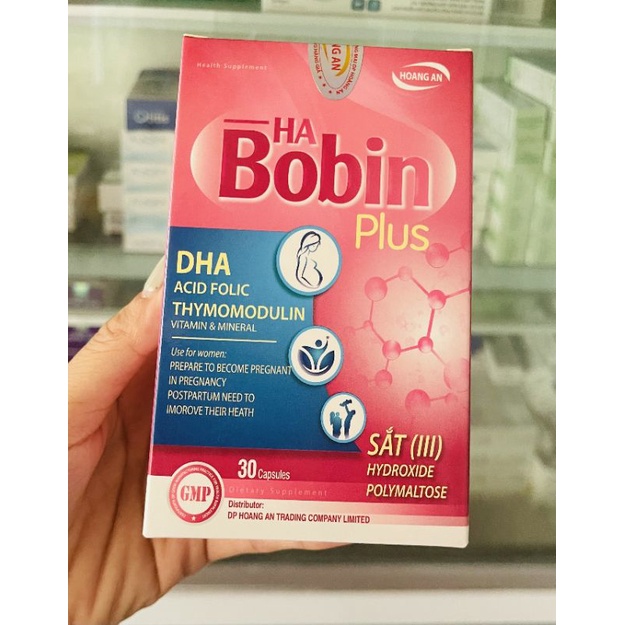 Health Supplement
HOANG AN
HA
Bobin
Plus
DHA
ACID FOLIC
THYMOMODULIN
VITAMIN & MINERAL
Use for women:
PREPARE TO BECOME PREGNANT
IN PREGNANCY
POSTPARTUM NEED TO
IMOROVE THEIR HEATH
SẮT (III)
HYDROXIDE
POLYMALTOSE
30 Capsules
Dietary Supplement
GMP
Distributor:
DP HOANG AN TRADING COMPANY LIMITED